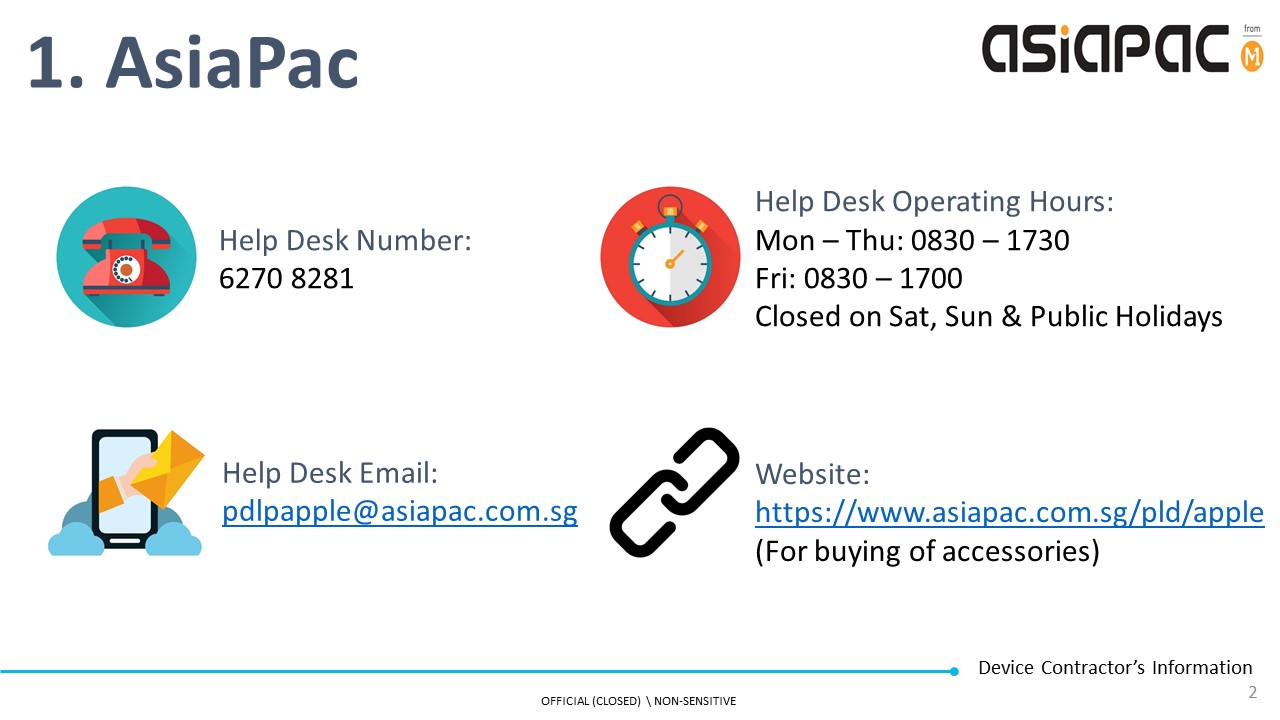 1. AsiaPac
asiapac from M
Help Desk Number:
6270 8281
Help Desk Operating Hours:
Mon – Thu: 0830 – 1730
Fri: 0830 – 1700
Closed on Sat, Sun & Public Holidays
Help Desk Email:
pdlpapple@asiapac.com.sg
Website:
https://www.asiapac.com.sg/pld/apple
(For buying of accessories)
Device Contractor’s Information
OFFICIAL (CLOSED) \ NON-SENSITIVE
2